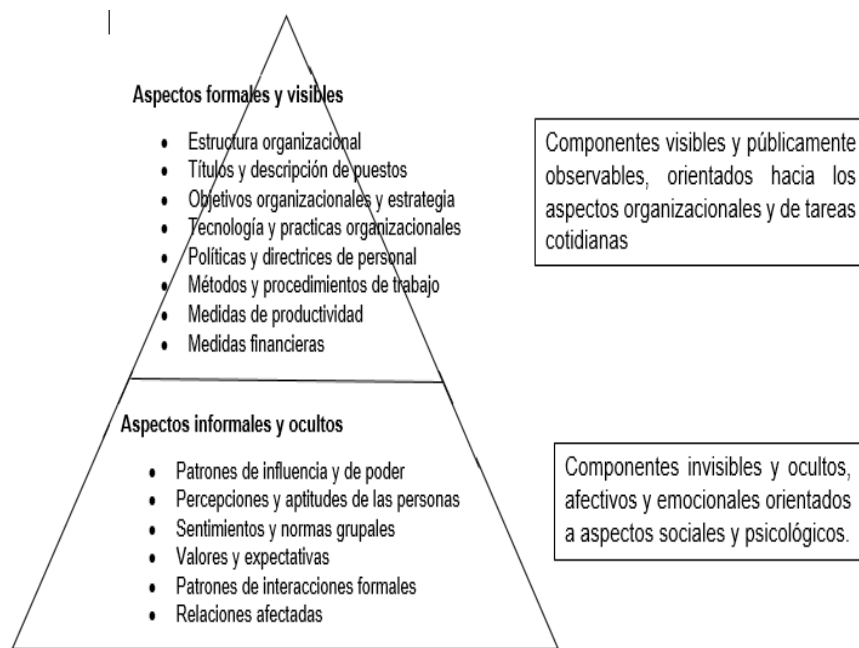 Aspectos formales y visibles
• Estructura organizacional
• Títulos y descripción de puestos
• Objetivos organizacionales y estrategia
• Tecnología y practicas organizacionales
• Políticas y directrices de personal
• Métodos y procedimientos de trabajo
• Medidas de productividad
• Medidas financieras
Componentes visibles y públicamente
observables, orientados hacia los
aspectos organizacionales y de tareas
cotidianas
Aspectos informales y ocultos
• Patrones de influencia y de poder
• Percepciones y aptitudes de las personas
• Sentimientos y normas grupales
• Valores y expectativas
• Patrones de interacciones formales
• Relaciones afectadas
Componentes invisibles y ocultos,
afectivos y emocionales orientados
a aspectos sociales y psicológicos.